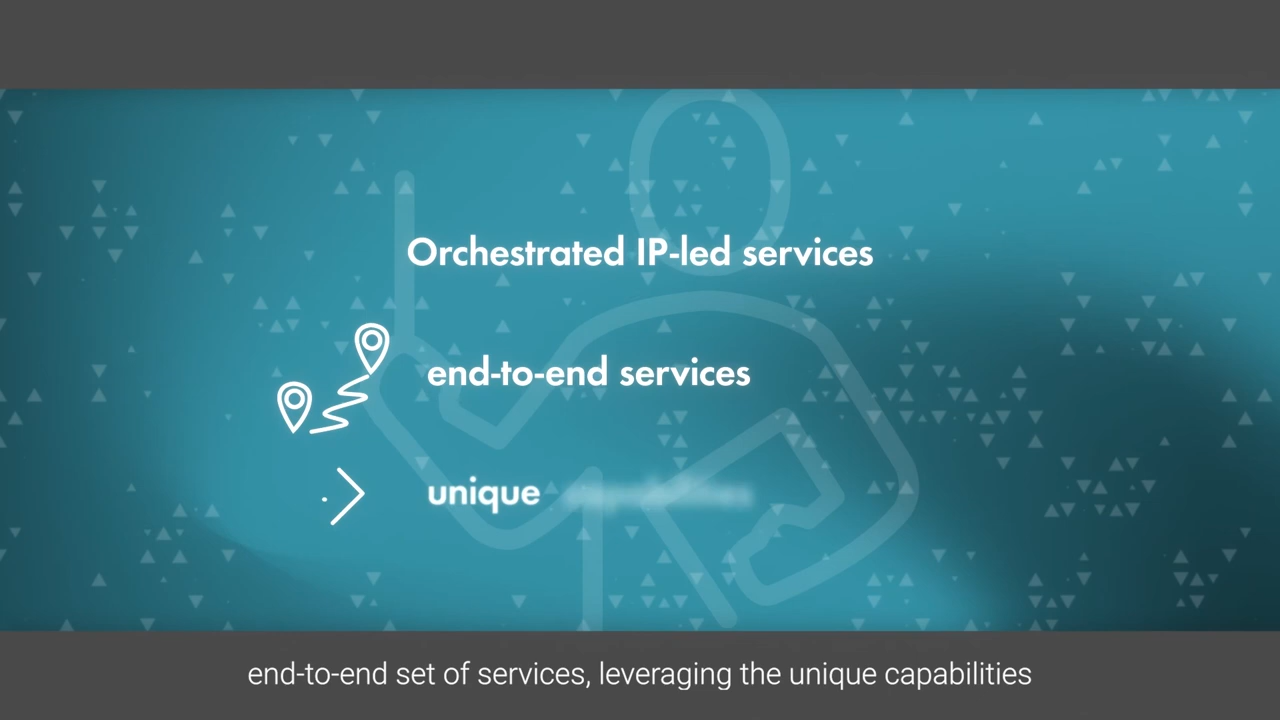 Orchestrated IP-led services
end-to-end services
unique
end-to-end set of services, leveraging the unique capabilities